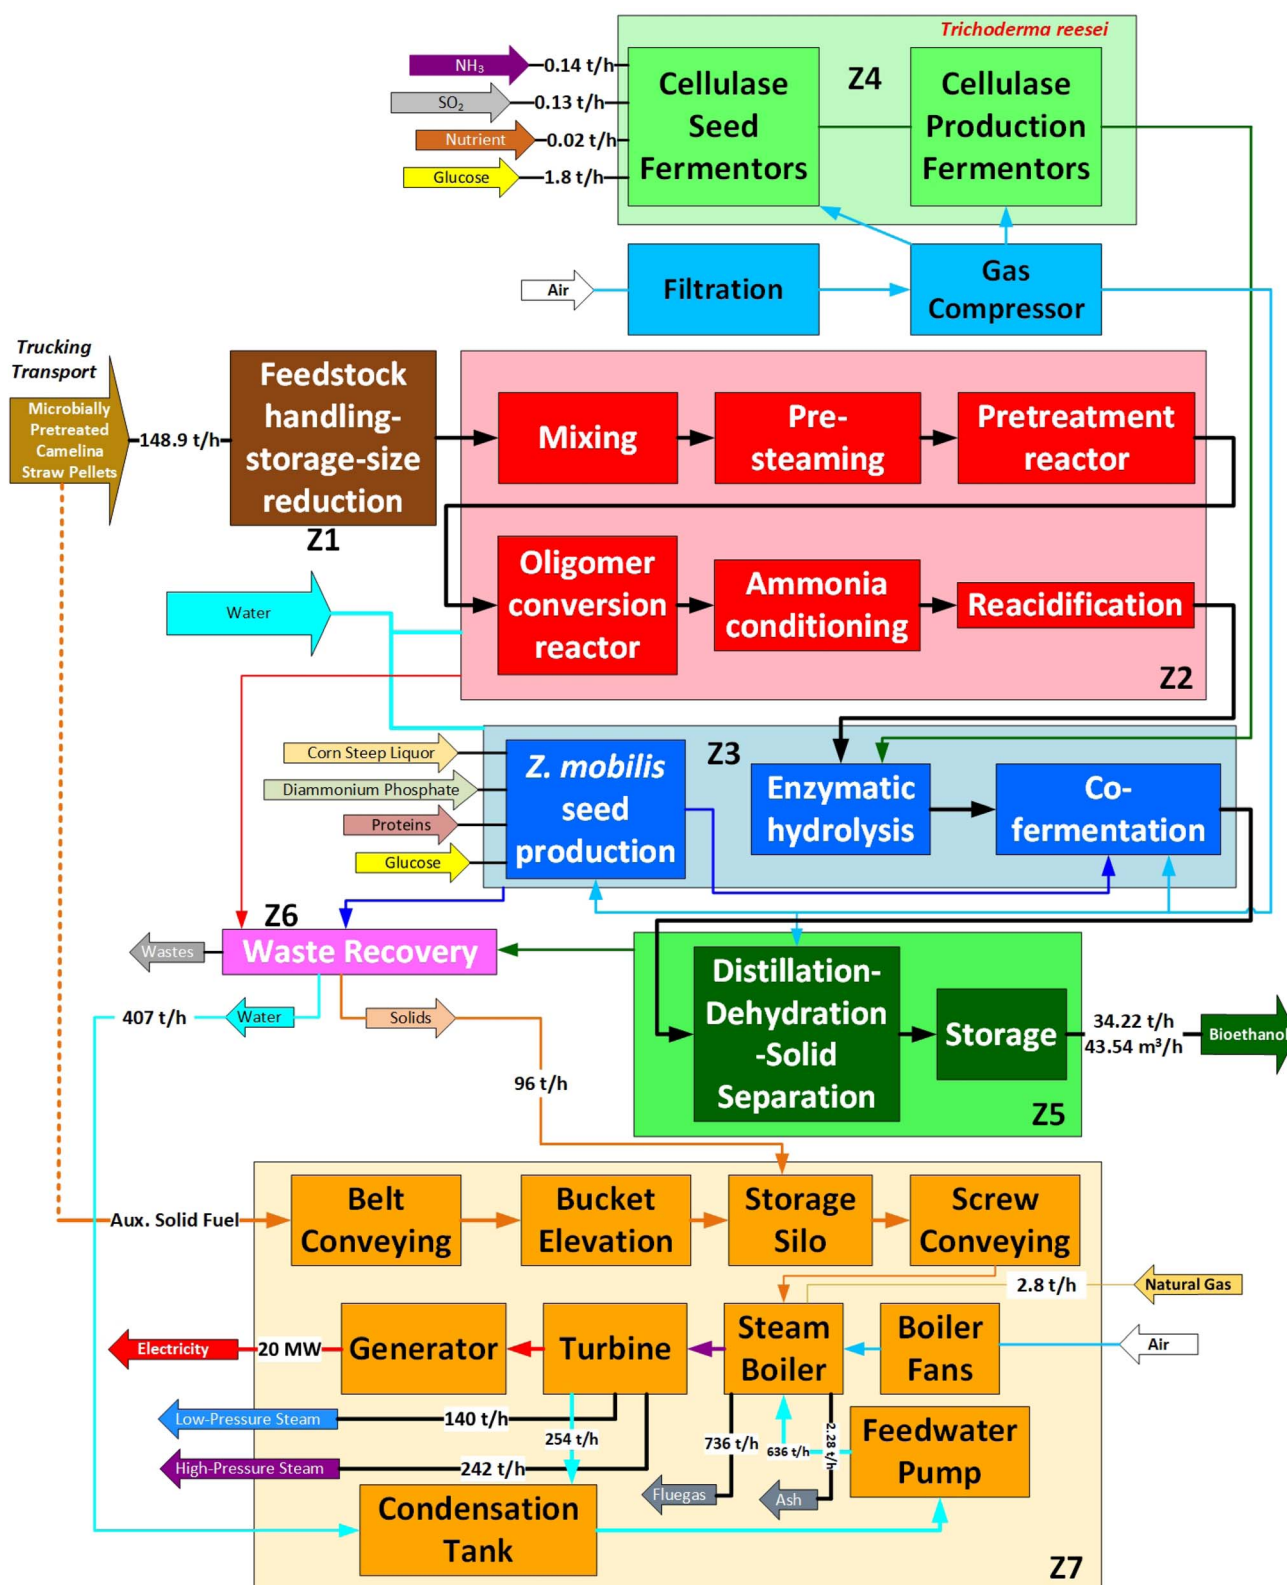 Trichoderma reesei
NH₃
0.14 t/h
SO₂
0.13 t/h
Nutrient
0.02 t/h
Glucose
1.8 t/h
Cellulase
Seed
Fermentors
Z4
Cellulase
Production
Fermentors
Air
Filtration
Gas
Compressor
Trucking
Transport
Microbially
Pretreated
Camelina
Straw Pellets
148.9 t/h
Feedstock
handling-
storage-size
reduction
Z1
Mixing
Pre-
steaming
Pretreatment
reactor
Oligomer
conversion
reactor
Ammonia
conditioning
Reacidification
Z2
Water
Corn Steep Liquor
Diammonium Phosphate
Proteins
Glucose
Z. mobilis
seed
production
Z3
Enzymatic
hydrolysis
Co-
fermentation
Z6
Waste Recovery
Wastes
407 t/h
Water
Solids
96 t/h
Distillation-
Dehydration
-Solid
Separation
Storage
34.22 t/h
43.54 m³/h
Bioethanol
Z5
Aux. Solid Fuel
Belt
Conveying
Bucket
Elevation
Storage
Silo
Screw
Conveying
2.8 t/h
Natural Gas
Electricity
20 MW
Generator
Turbine
Steam
Boiler
Boiler
Fans
Air
Low-Pressure Steam
140 t/h
254 t/h
736 t/h
636 t/h
2.28 t/h
Feedwater
Pump
High-Pressure Steam
242 t/h
Fluegas
Ash
Condensation
Tank
Z7